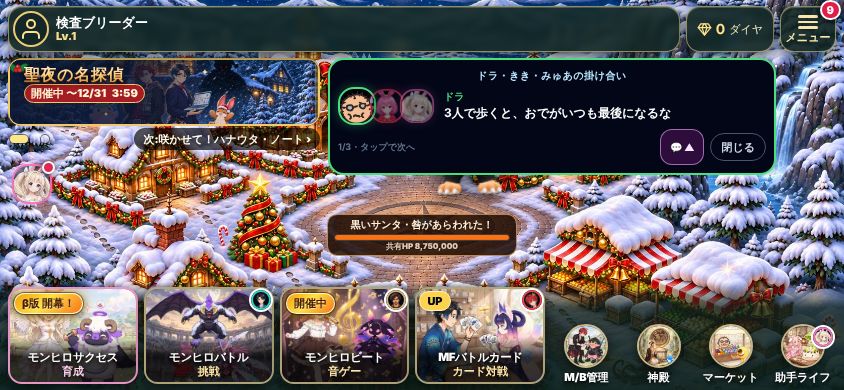 検査ブリーダー
Lv.1
0 ダイヤ
9
メニュー
聖夜の名探偵
開催中 〜12/31 3:59
次:咲かせて！ハナウタ・ノート ›
ドラ・きき・みゅあの掛け合い
ドラ
3人で歩くと、おでがいつも最後になるな
1/3・タップで次へ
💬▲
閉じる
黒いサンタ・咎があらわれた！
共有HP 8,750,000
β版 開幕！
モンヒロサクセス
育成
モンヒロバトル
挑戦
開催中
モンヒロビート
音ゲー
UP
MFバトルカード
カード対戦
M/B管理
神殿
マーケット
助手ライフ